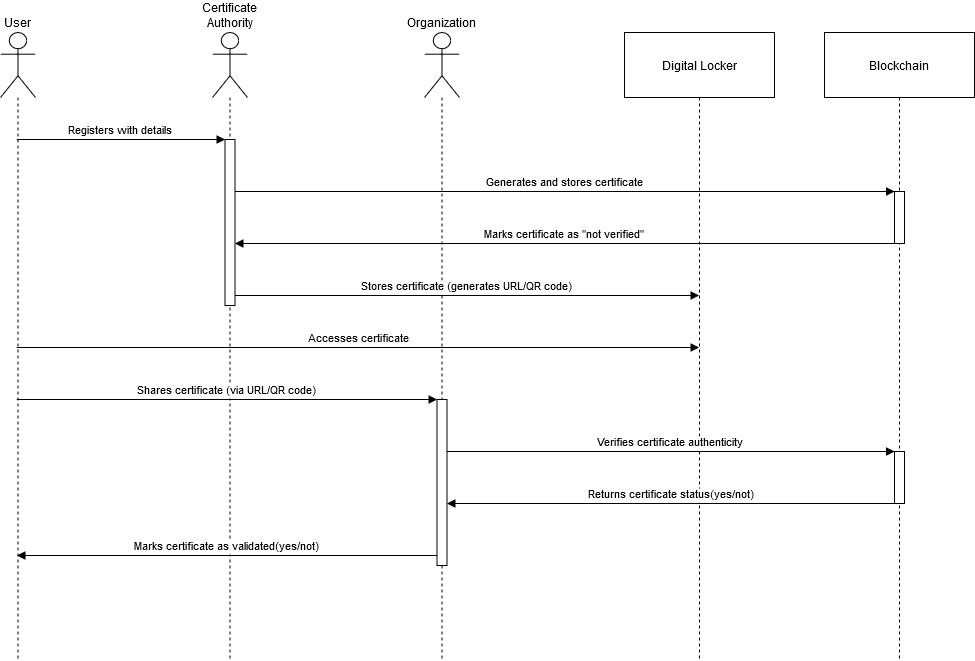 User
Certificate
Authority
Organization
Digital Locker
Blockchain
Registers with details
Generates and stores certificate
Marks certificate as "not verified"
Stores certificate (generates URL/QR code)
Accesses certificate
Shares certificate (via URL/QR code)
Verifies certificate authenticity
Returns certificate status(yes/not)
Marks certificate as validated(yes/not)